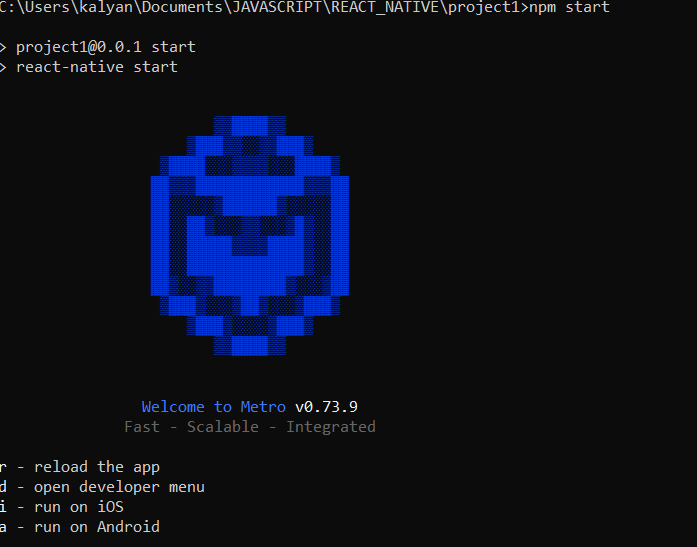 C:\Users\kalyan\Documents\JAVASCRIPT\REACT_NATIVE\project1>npm start
> project1@0.0.1 start
> react-native start
Welcome to Metro v0.73.9
Fast - Scalable - Integrated
r - reload the app
d - open developer menu
i - run on iOS
a - run on Android